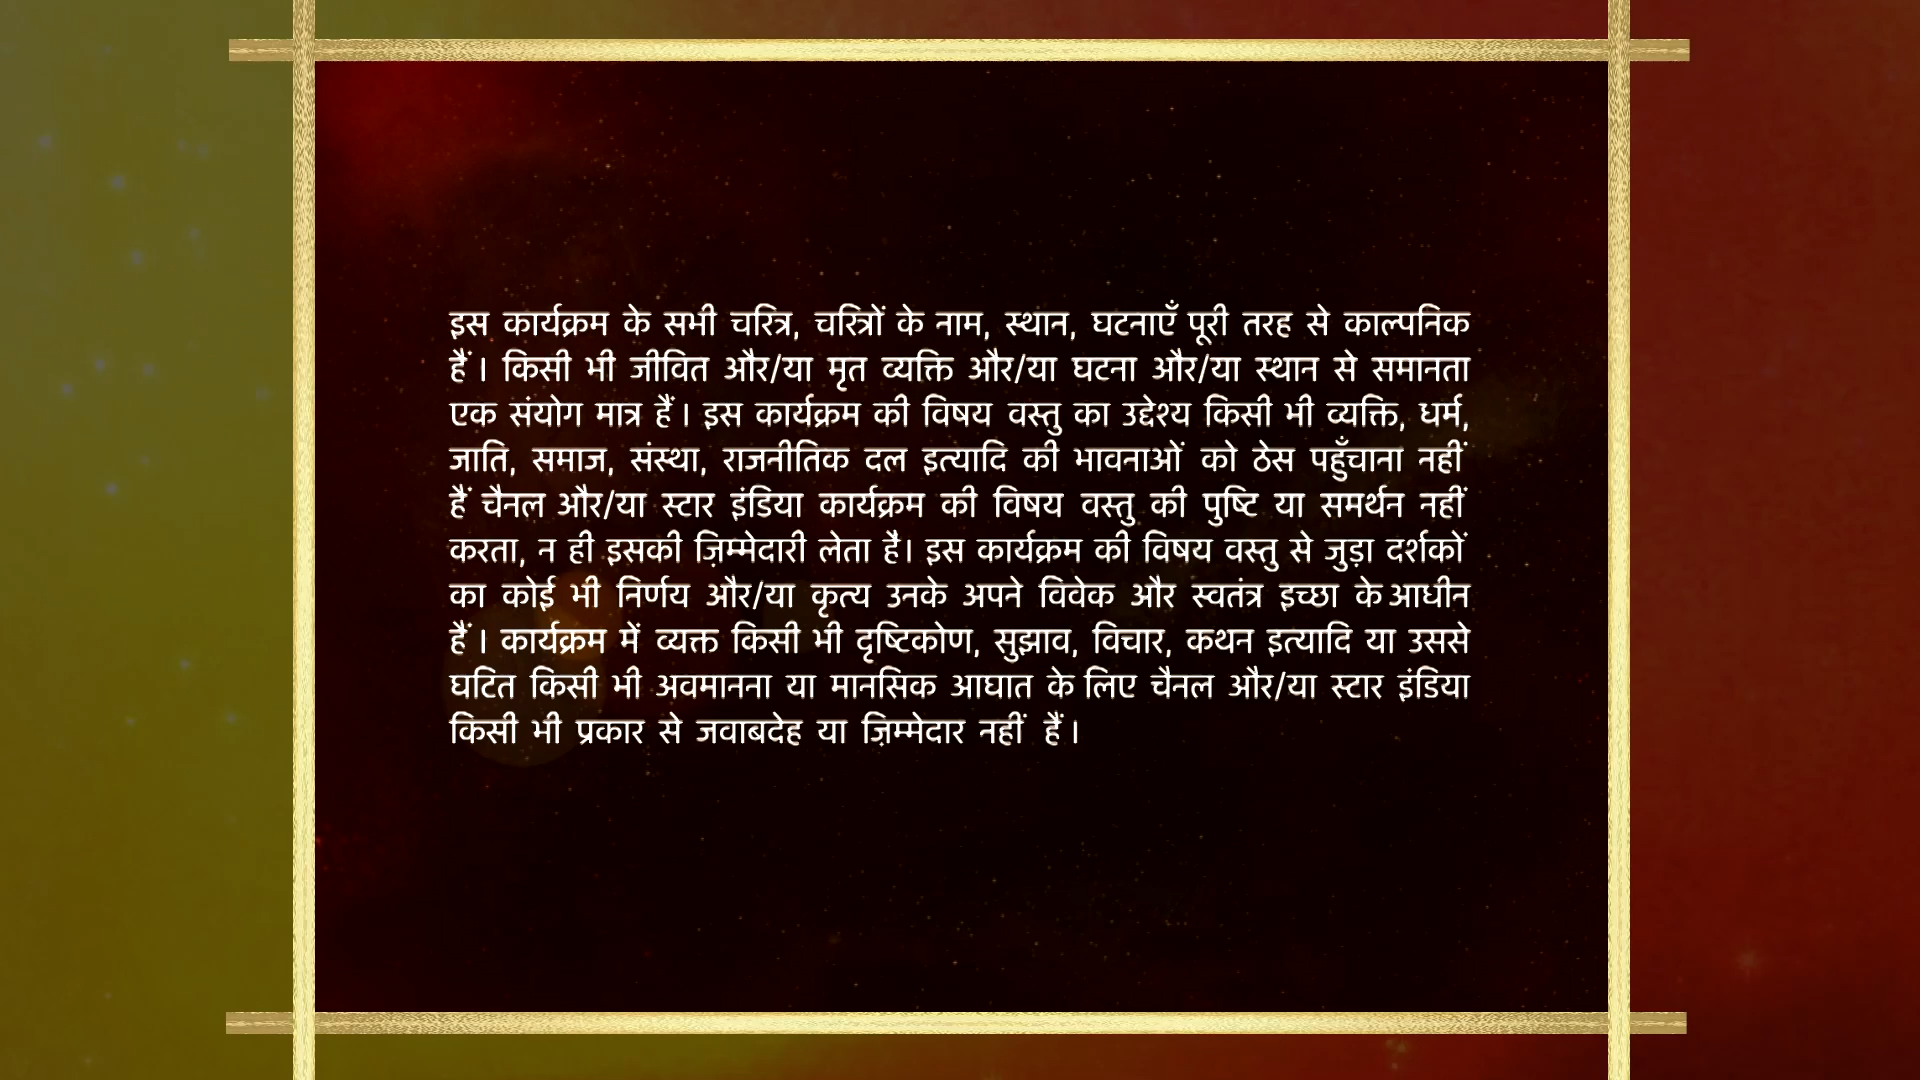 इस कार्यक्रम के सभी चरित्र, चरित्रों के नाम, स्थान, घटनाएँ पूरी तरह से काल्पनिक
हैं । किसी भी जीवित और/या मृत व्यक्ति और/या घटना और/या स्थान से समानता
एक संयोग मात्र हैं । इस कार्यक्रम की विषय वस्तु का उद्देश्य किसी भी व्यक्ति, धर्म,
जाति, समाज, संस्था, राजनीतिक दल इत्यादि की भावनाओं को ठेस पहुँचाना नहीं
हैं चैनल और/या स्टार इंडिया कार्यक्रम की विषय वस्तु की पुष्टि या समर्थन नहीं
करता, न ही इसकी ज़िम्मेदारी लेता है। इस कार्यक्रम की विषय वस्तु से जुड़ा दर्शकों
का कोई भी निर्णय और/या कृत्य उनके अपने विवेक और स्वतंत्र इच्छा के आधीन
हैं । कार्यक्रम में व्यक्त किसी भी दृष्टिकोण, सुझाव, विचार, कथन इत्यादि या उससे
घटित किसी भी अवमानना या मानसिक आघात के लिए चैनल और/या स्टार इंडिया
किसी भी प्रकार से जवाबदेह या ज़िम्मेदार नहीं हैं ।